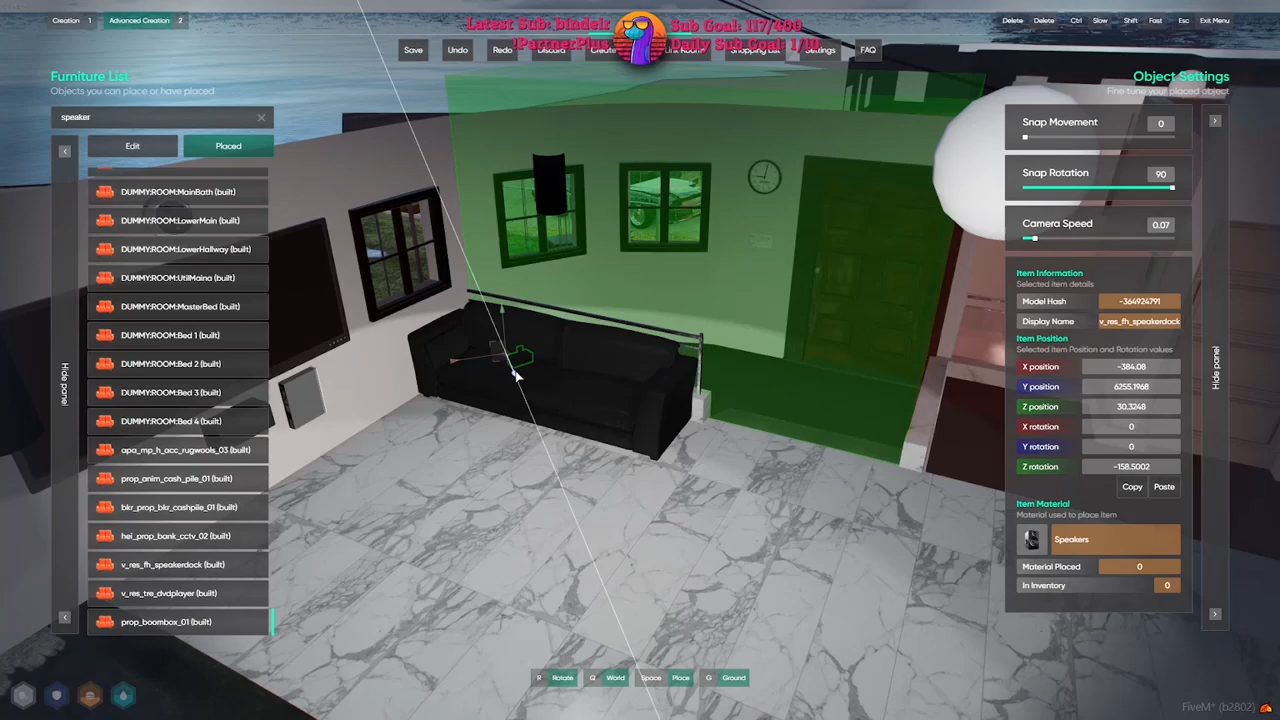 Creation 1 Advanced Creation 2
Latest Sub: bindelr
Sub Goal: 117/400
!PartnerPlus
Daily Sub Goal: 1/10
Delete Delete Ctrl Slow Shift Fast Esc Exit Menu
Save Undo Redo Settings FAQ
Furniture List
Objects you can place or have placed
speaker
Edit Placed
Hide panel
DUMMY:ROOM:MainBath (built)
DUMMY:ROOM:LowerMain (built)
DUMMY:ROOM:LowerHallway (built)
DUMMY:ROOM:UtilMaina (built)
DUMMY:ROOM:MasterBed (built)
DUMMY:ROOM:Bed 1 (built)
DUMMY:ROOM:Bed 2 (built)
DUMMY:ROOM:Bed 3 (built)
DUMMY:ROOM:Bed 4 (built)
apa_mp_h_acc_rugwools_03 (built)
prop_anim_cash_pile_01 (built)
bkr_prop_bkr_cashpile_01 (built)
hei_prop_bank_cctv_02 (built)
v_res_fh_speakerdock (built)
v_res_tre_dvdplayer (built)
prop_boombox_01 (built)
Object Settings
Fine-tune your placed object
Snap Movement 0
Snap Rotation 90
Camera Speed 0.07
Item Information
Selected item details
Model Hash -364924791
Display Name v_res_fh_speakerdock
Item Position
Selected item Position and Rotation values
X position -384.08
Y position 6255.1968
Z position 30.3248
X rotation 0
Y rotation 0
Z rotation -158.5002
Copy Paste
Item Material
Material used to place item
Speakers
Material Placed 0
In Inventory 0
Hide panel
R Rotate Q World Space Place G Ground
FiveM* (b2802)